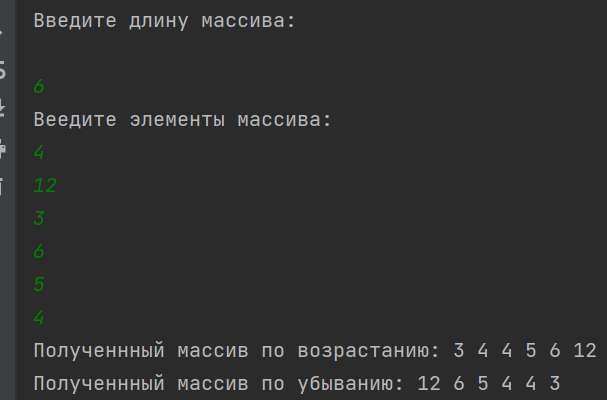 Введите длину массива:
6
Веедите элементы массива:
4
12
3
6
5
4
Полученнный массив по возрастанию: 3 4 4 5 6 12
Полученнный массив по убыванию: 12 6 5 4 4 3